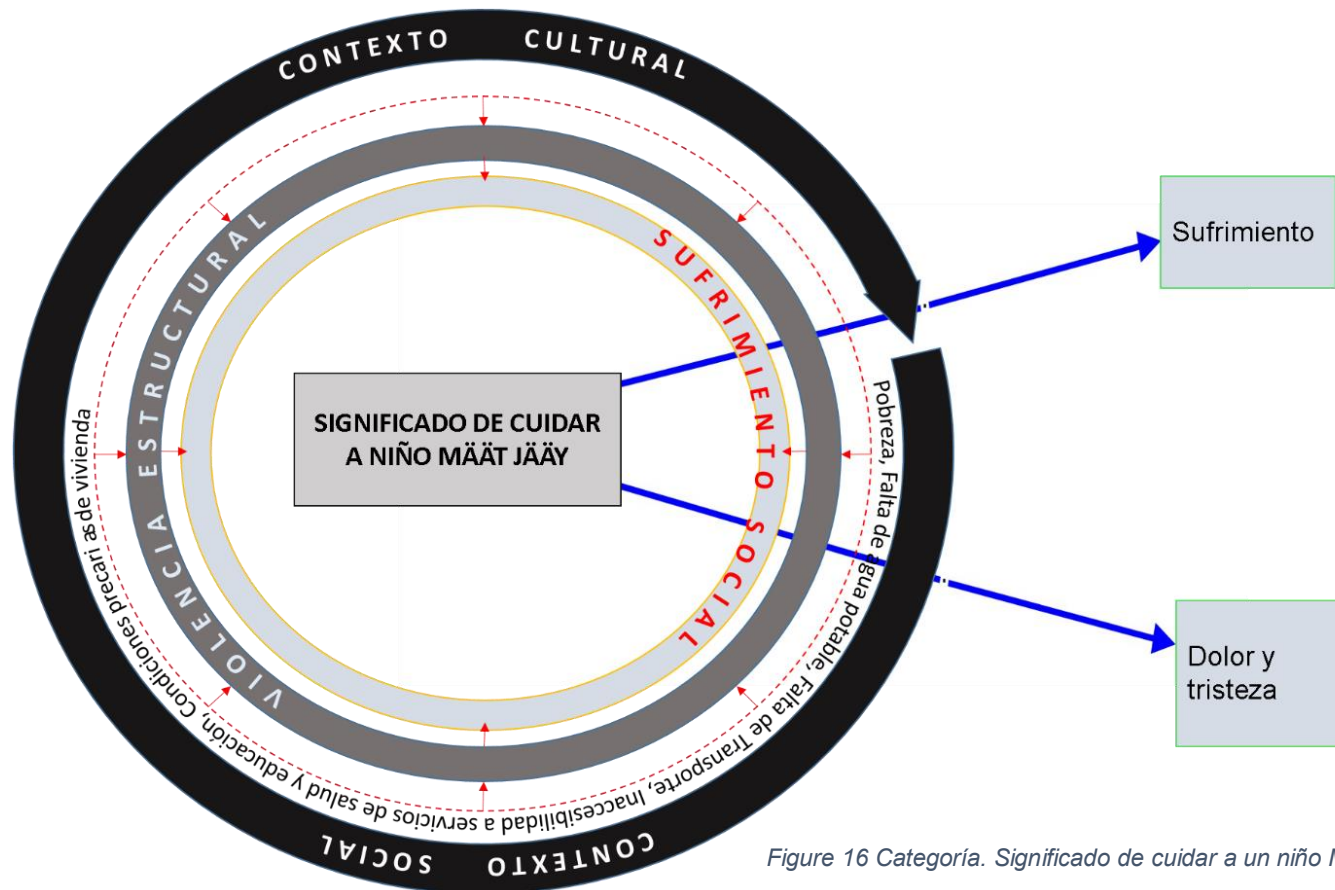 CONTEXTO CULTURAL
VIOLENCIA ESTRUCTURAL
SUFRIMIENTO SOCIAL
SIGNIFICADO DE CUIDAR
A NIÑO MÄÄT JÄÄY
Sufrimiento
Dolor y
tristeza
Pobreza, Falta de agua potable, Falta de Transporte, Inaccesibilidad a servicios de salud y educación, Condiciones precari asde vivienda
CONTEXTO SOCIAL
Figure 16 Categoría. Significado de cuidar a un niño